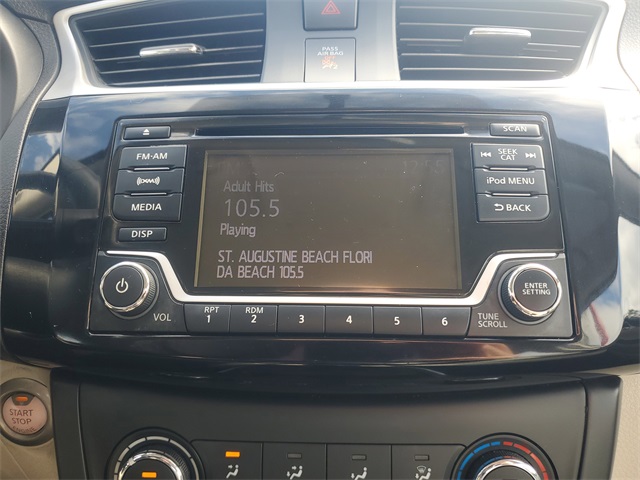 PASS
AIR BAG
SCAN
FM·AM
SEEK
CAT
iPod MENU
MEDIA
BACK
DISP
12:55
Adult Hits
105.5
Playing
ST. AUGUSTINE BEACH FLORI
DA BEACH 105.5
ENTER
SETTING
VOL
RPT
1
RDM
2
3
4
5
6
TUNE
SCROLL
START
STOP